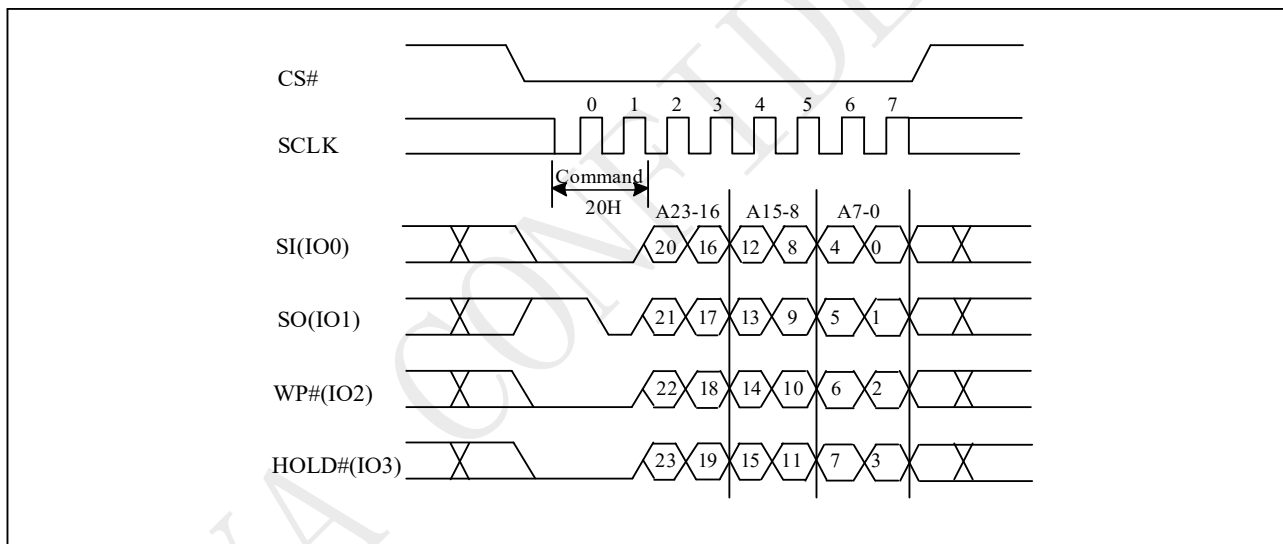 CS#
0 1 2 3 4 5 6 7
SCLK
Command
20H
A23-16 A15-8 A7-0
SI(IO0)
20 16 12 8 4 0
SO(IO1)
21 17 13 9 5 1
WP#(IO2)
22 18 14 10 6 2
HOLD#(IO3)
23 19 15 11 7 3